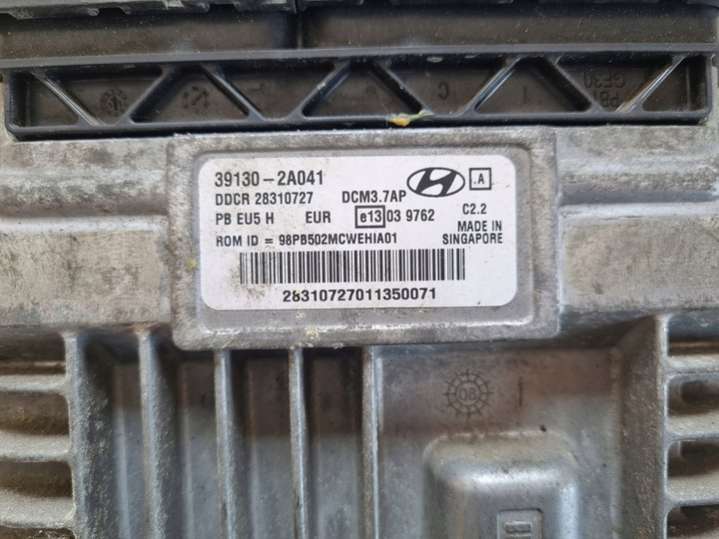 39130-2A041
DDCR 28310727 DCM3.7AP .A
PB EU5 H EUR e13 03 9762 C2.2
ROM ID = 98PB502MCWEHIA01 MADE IN
SINGAPORE
28310727011350071